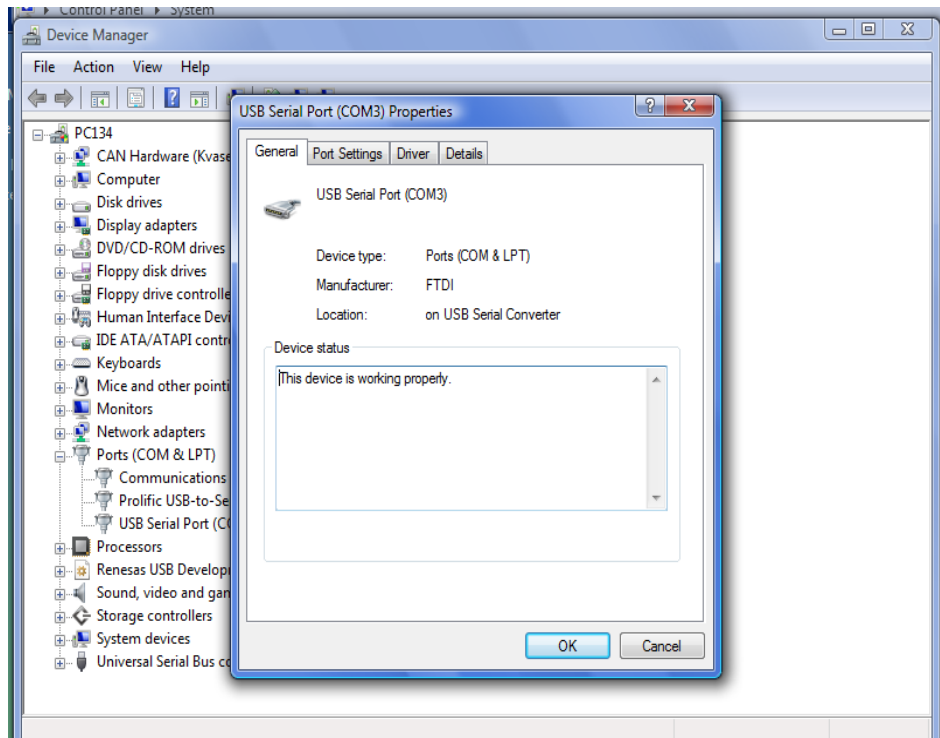 Control Panel System
Device Manager
File Action View Help
USB Serial Port (COM3) Properties
General Port Settings Driver Details
USB Serial Port (COM3)
Device type: Ports (COM & LPT)
Manufacturer: FTDI
Location: on USB Serial Converter
Device status
This device is working properly.
OK Cancel
PC134
CAN Hardware (Kvase
Computer
Disk drives
Display adapters
DVD/CD-ROM drives
Floppy disk drives
Floppy drive controlle
Human Interface Devi
IDE ATA/ATAPI contr
Keyboards
Mice and other pointi
Monitors
Network adapters
Ports (COM & LPT)
Communications
Prolific USB-to-Se
USB Serial Port (CO
Processors
Renesas USB Develop
Sound, video and gan
Storage controllers
System devices
Universal Serial Bus co